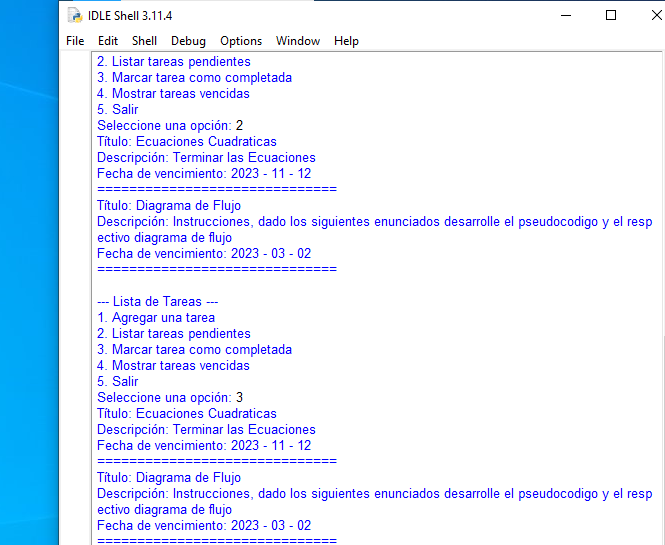 IDLE Shell 3.11.4
File Edit Shell Debug Options Window Help
2. Listar tareas pendientes
3. Marcar tarea como completada
4. Mostrar tareas vencidas
5. Salir
Seleccione una opción: 2
Título: Ecuaciones Cuadraticas
Descripción: Terminar las Ecuaciones
Fecha de vencimiento: 2023 - 11 - 12
==============================
Título: Diagrama de Flujo
Descripción: Instrucciones, dado los siguientes enunciados desarrolle el pseudocodigo y el resp
ectivo diagrama de flujo
Fecha de vencimiento: 2023 - 03 - 02
==============================
--- Lista de Tareas ---
1. Agregar una tarea
2. Listar tareas pendientes
3. Marcar tarea como completada
4. Mostrar tareas vencidas
5. Salir
Seleccione una opción: 3
Título: Ecuaciones Cuadraticas
Descripción: Terminar las Ecuaciones
Fecha de vencimiento: 2023 - 11 - 12
==============================
Título: Diagrama de Flujo
Descripción: Instrucciones, dado los siguientes enunciados desarrolle el pseudocodigo y el resp
ectivo diagrama de flujo
Fecha de vencimiento: 2023 - 03 - 02
==============================